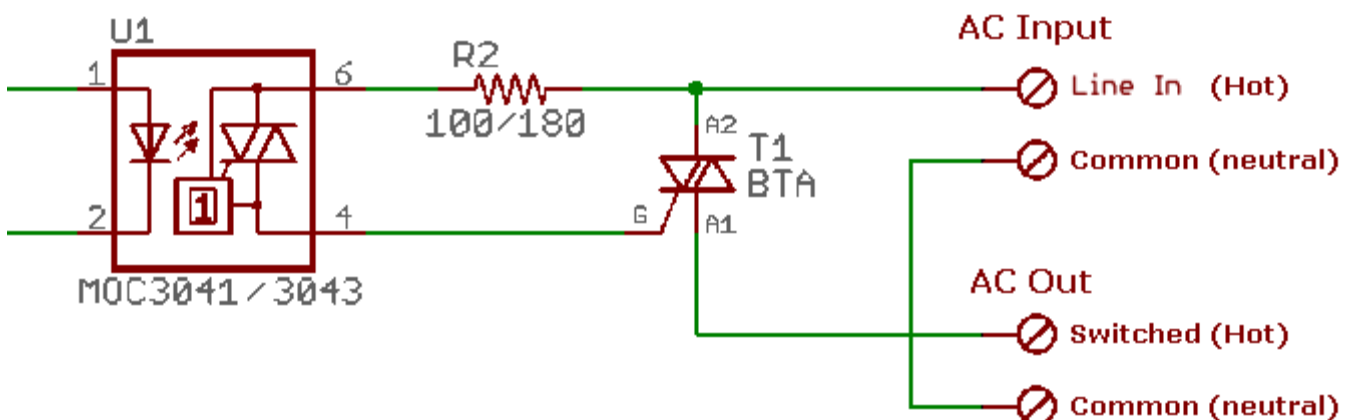 U1
AC Input
1
6
R2
Line In (Hot)
100/180
A2
T1
BTA
Common (neutral)
1
2
4
G
A1
MOC3041/3043
AC Out
Switched (Hot)
Common (neutral)